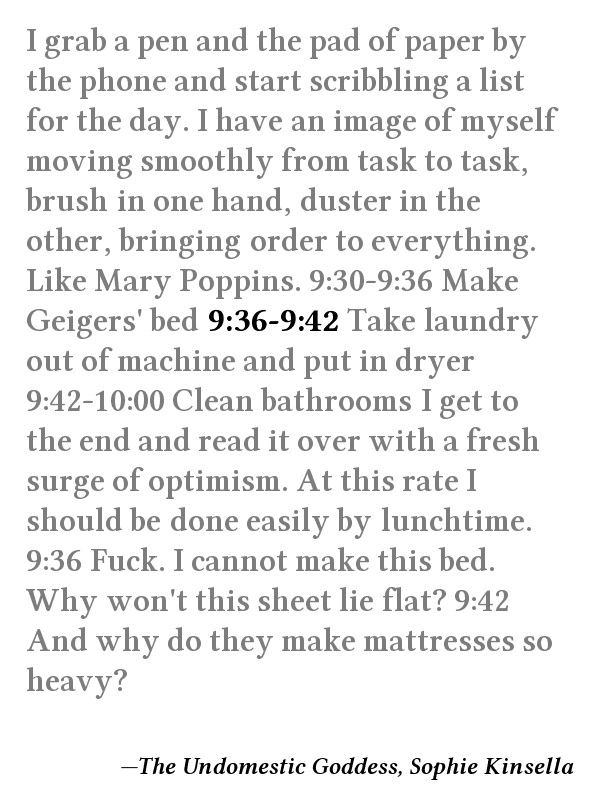 I grab a pen and the pad of paper by
the phone and start scribbling a list
for the day. I have an image of myself
moving smoothly from task to task,
brush in one hand, duster in the
other, bringing order to everything.
Like Mary Poppins. 9:30-9:36 Make
Geigers' bed 9:36-9:42 Take laundry
out of machine and put in dryer
9:42-10:00 Clean bathrooms I get to
the end and read it over with a fresh
surge of optimism. At this rate I
should be done easily by lunchtime.
9:36 Fuck. I cannot make this bed.
Why won't this sheet lie flat? 9:42
And why do they make mattresses so
heavy?
—The Undomestic Goddess, Sophie Kinsella